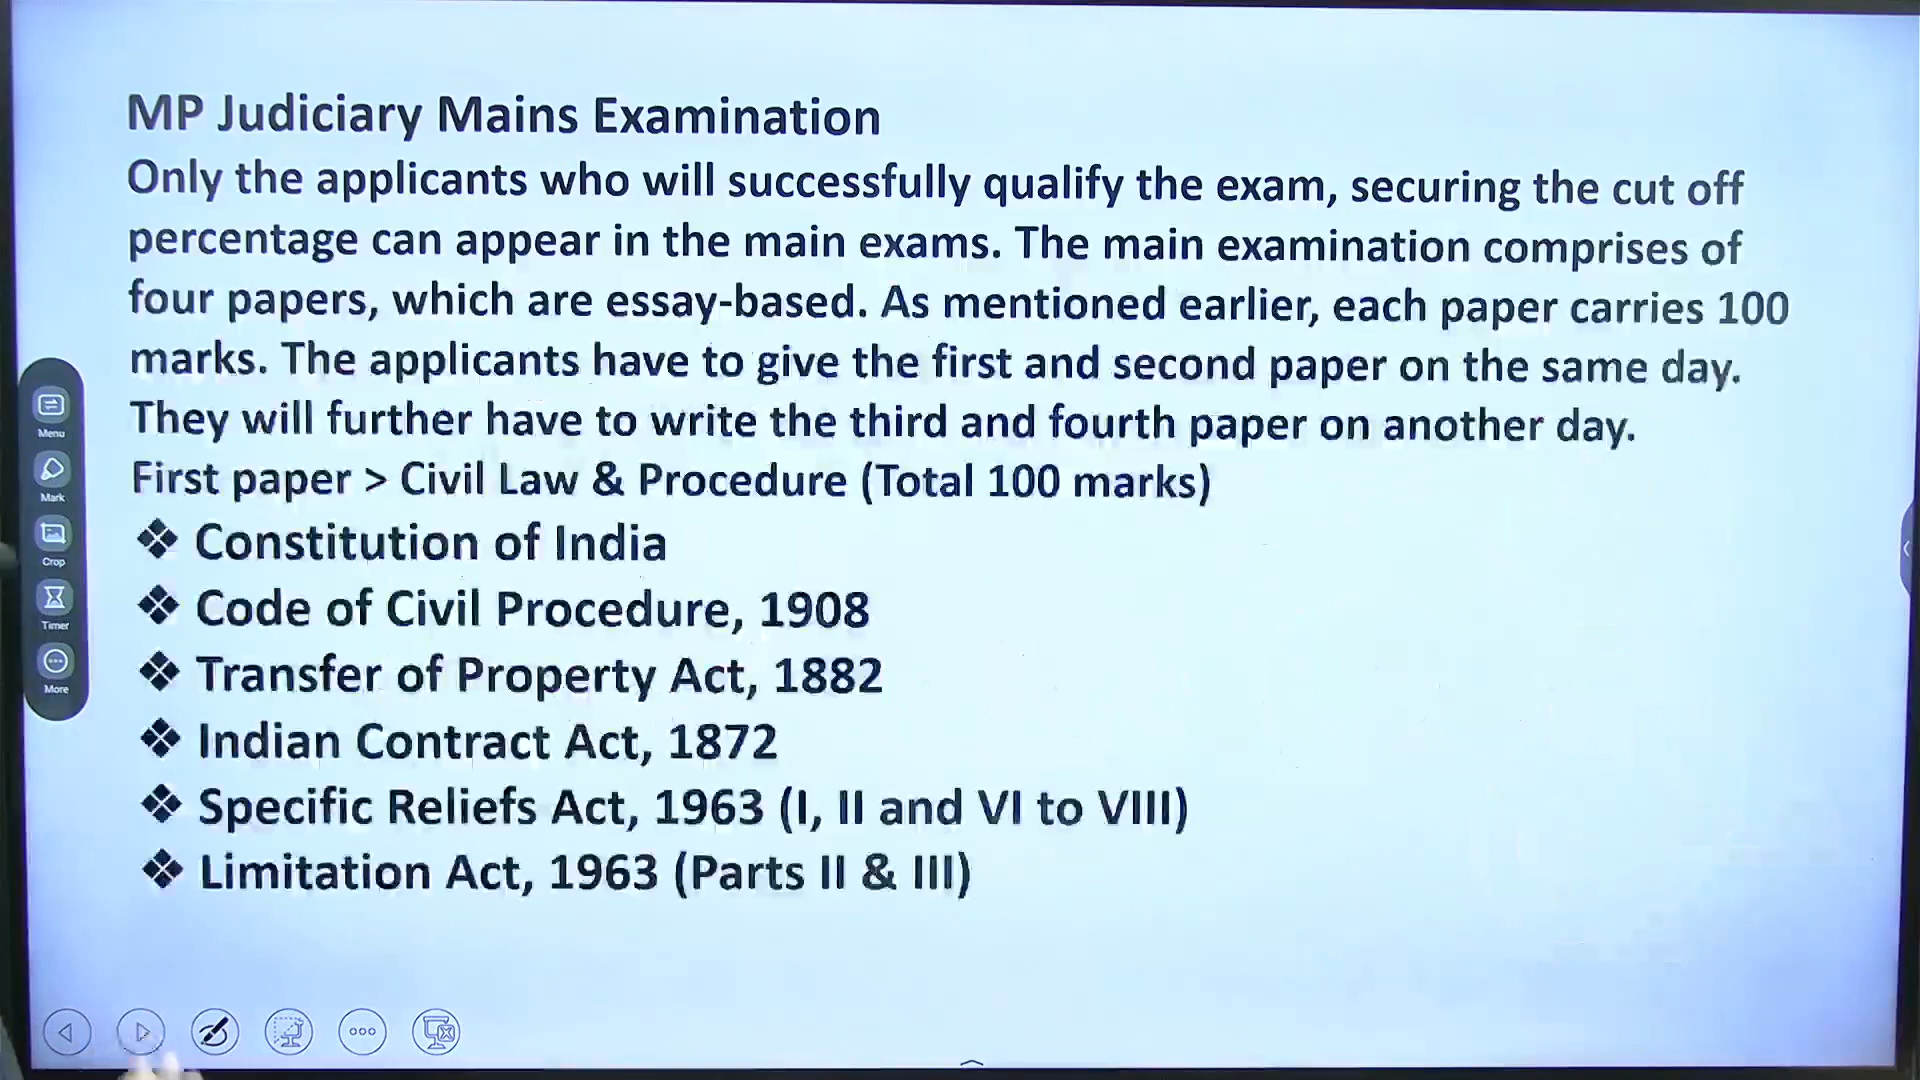 MP Judiciary Mains Examination
Only the applicants who will successfully qualify the exam, securing the cut off
percentage can appear in the main exams. The main examination comprises of
four papers, which are essay-based. As mentioned earlier, each paper carries 100
marks. The applicants have to give the first and second paper on the same day.
They will further have to write the third and fourth paper on another day.
First paper > Civil Law & Procedure (Total 100 marks)
❖ Constitution of India
❖ Code of Civil Procedure, 1908
❖ Transfer of Property Act, 1882
❖ Indian Contract Act, 1872
❖ Specific Reliefs Act, 1963 (I, II and VI to VIII)
❖ Limitation Act, 1963 (Parts II & III)
Menu
Mark
Crop
Timer
More